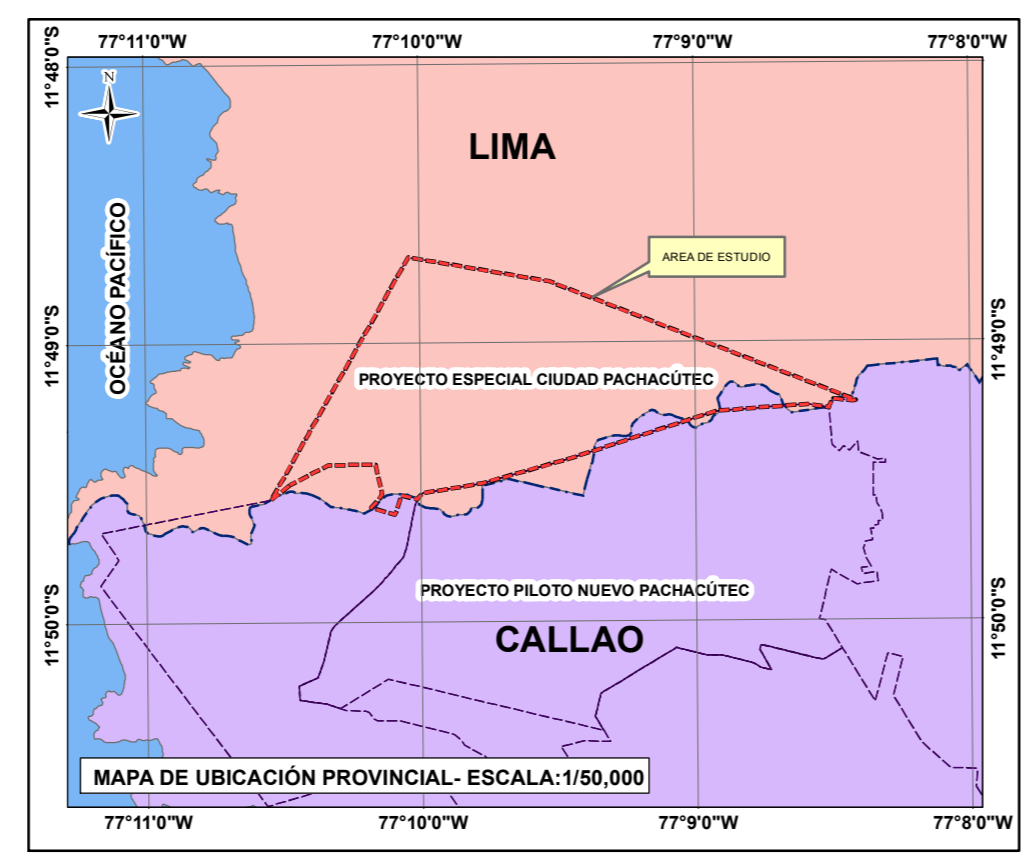 77°11'0"W 77°10'0"W 77°9'0"W 77°8'0"W
11°48'0"S
N
LIMA
OCÉANO PACÍFICO
AREA DE ESTUDIO
11°49'0"S
11°49'0"S
PROYECTO ESPECIAL CIUDAD PACHACÚTEC
PROYECTO PILOTO NUEVO PACHACÚTEC
11°50'0"S
11°50'0"S
CALLAO
MAPA DE UBICACIÓN PROVINCIAL- ESCALA:1/50,000
77°11'0"W 77°10'0"W 77°9'0"W 77°8'0"W